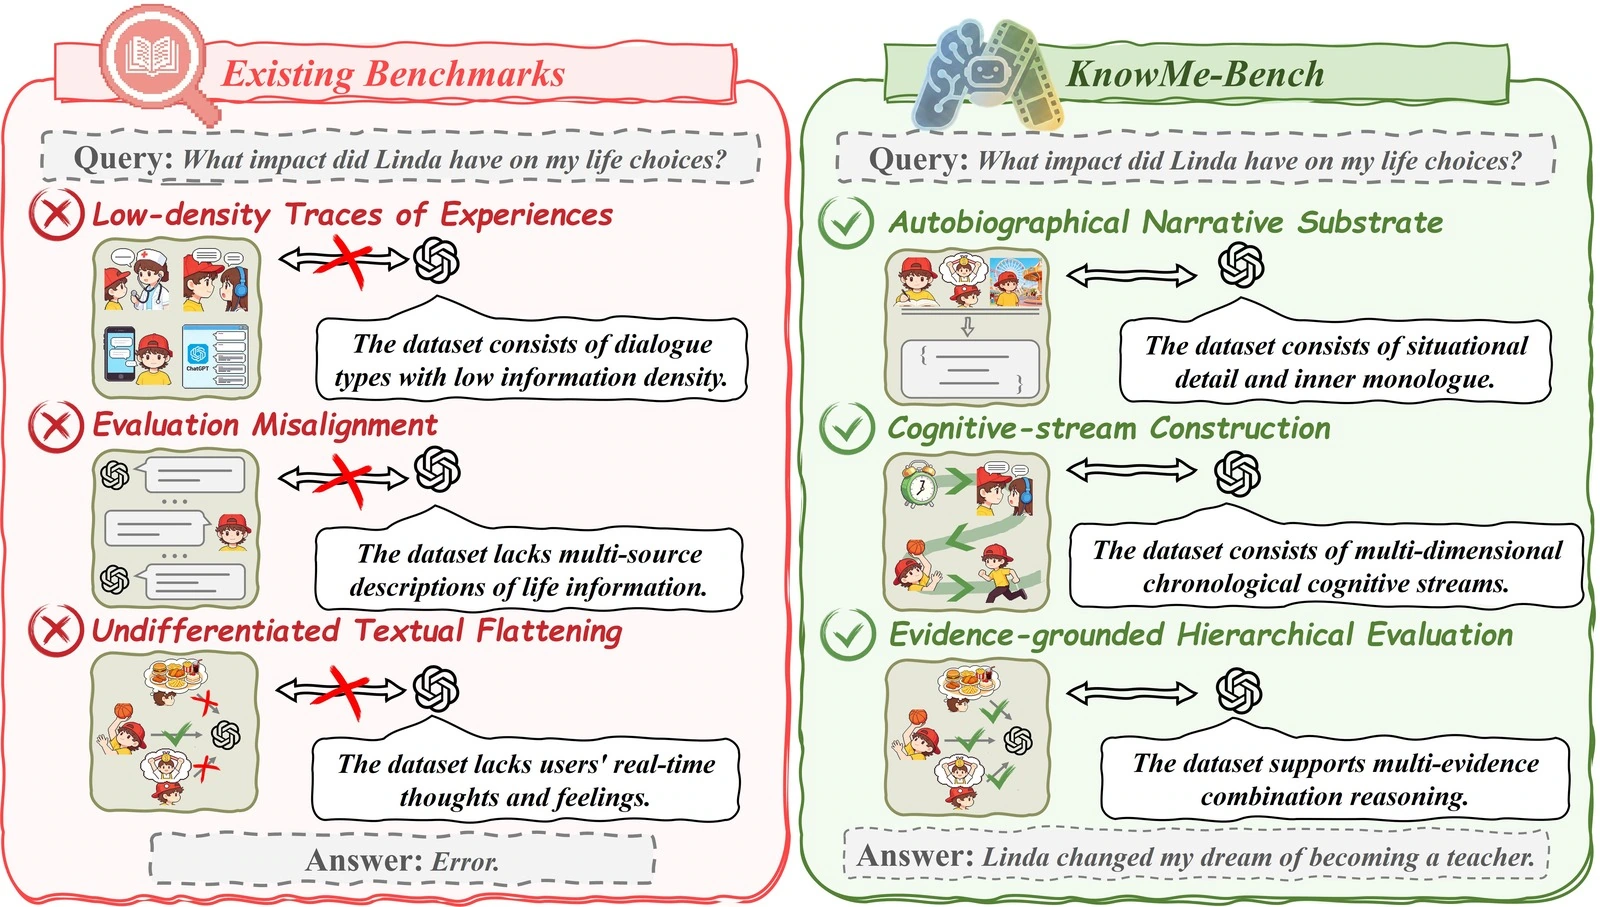 Existing Benchmarks
Query: What impact did Linda have on my life choices?
Low-density Traces of Experiences
ChatGPT
The dataset consists of dialogue
types with low information density.
Evaluation Misalignment
The dataset lacks multi-source
descriptions of life information.
Undifferentiated Textual Flattening
The dataset lacks users' real-time
thoughts and feelings.
Answer: Error.
KnowMe-Bench
Query: What impact did Linda have on my life choices?
Autobiographical Narrative Substrate
{
}
The dataset consists of situational
detail and inner monologue.
Cognitive-stream Construction
The dataset consists of multi-dimensional
chronological cognitive streams.
Evidence-grounded Hierarchical Evaluation
The dataset supports multi-evidence
combination reasoning.
Answer: Linda changed my dream of becoming a teacher.